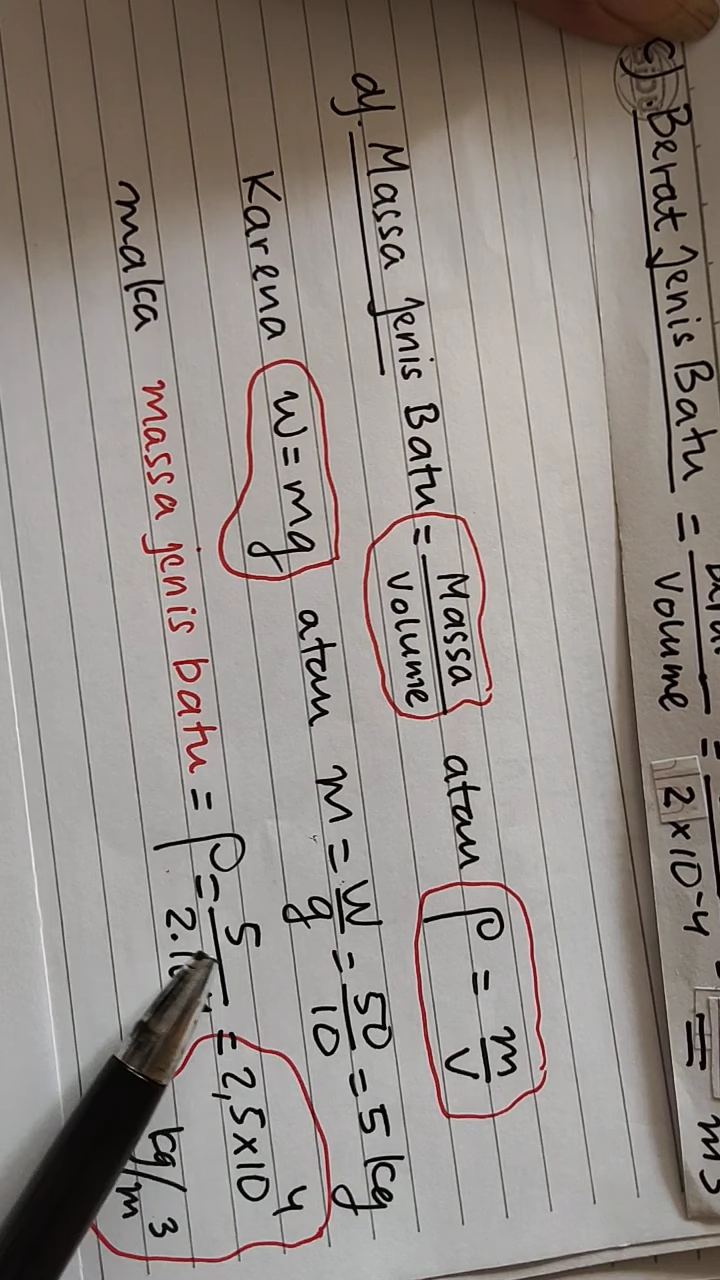 c). Berat Jenis Batu = ― = ―
Volume 2 x 10-4 = m3
d). Massa Jenis Batu = Massa / Volume atau ρ = m / V
Karena W = mg atau m = W / g = 50 / 10 = 5 kg
maka massa jenis batu = ρ = 5 / 2.1 = 2,5 x 10⁴ kg/m³